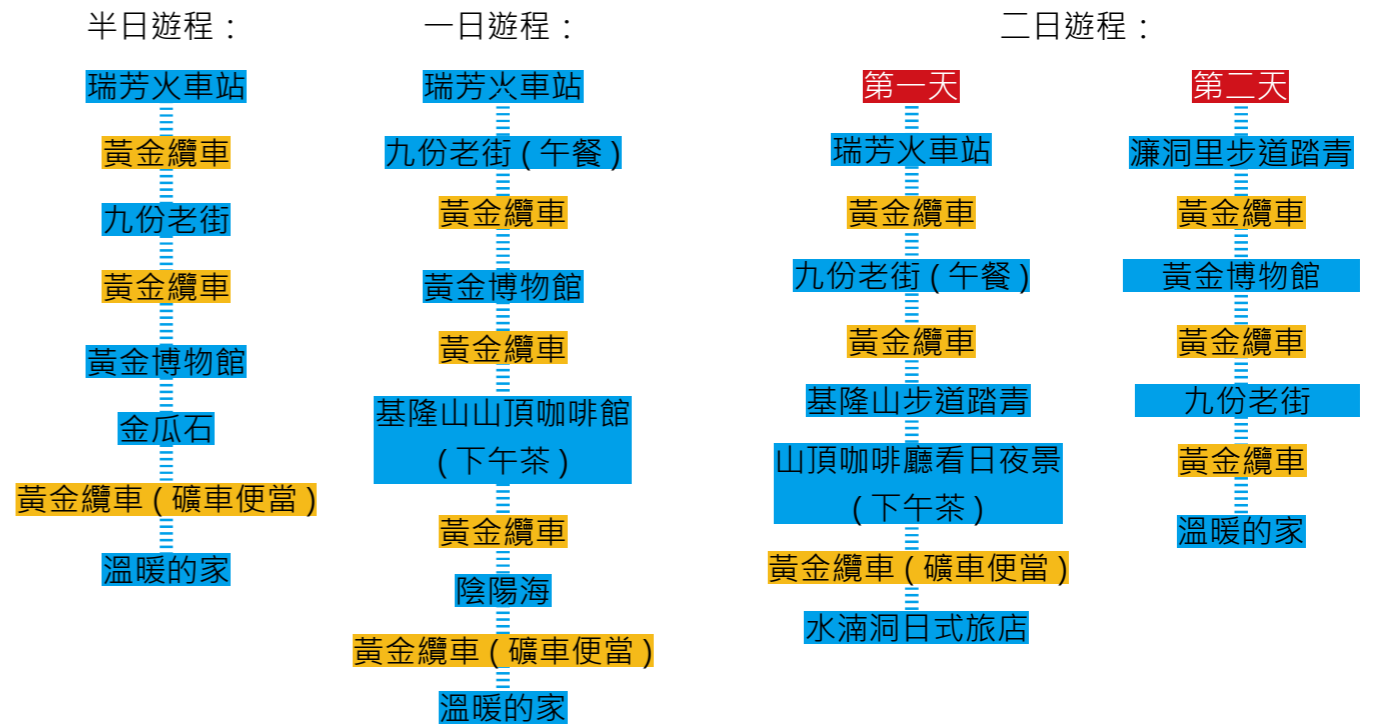 半日遊程：
瑞芳火車站
黃金纜車
九份老街
黃金纜車
黃金博物館
金瓜石
黃金纜車 ( 礦車便當 )
溫暖的家
一日遊程：
瑞芳火車站
九份老街 ( 午餐 )
黃金纜車
黃金博物館
黃金纜車
基隆山山頂咖啡館
( 下午茶 )
黃金纜車
陰陽海
黃金纜車 ( 礦車便當 )
溫暖的家
二日遊程：
第一天
瑞芳火車站
黃金纜車
九份老街 ( 午餐 )
黃金纜車
基隆山步道踏青
山頂咖啡廳看日夜景
( 下午茶 )
黃金纜車 ( 礦車便當 )
水湳洞日式旅店
第二天
濂洞里步道踏青
黃金纜車
黃金博物館
黃金纜車
九份老街
黃金纜車
溫暖的家